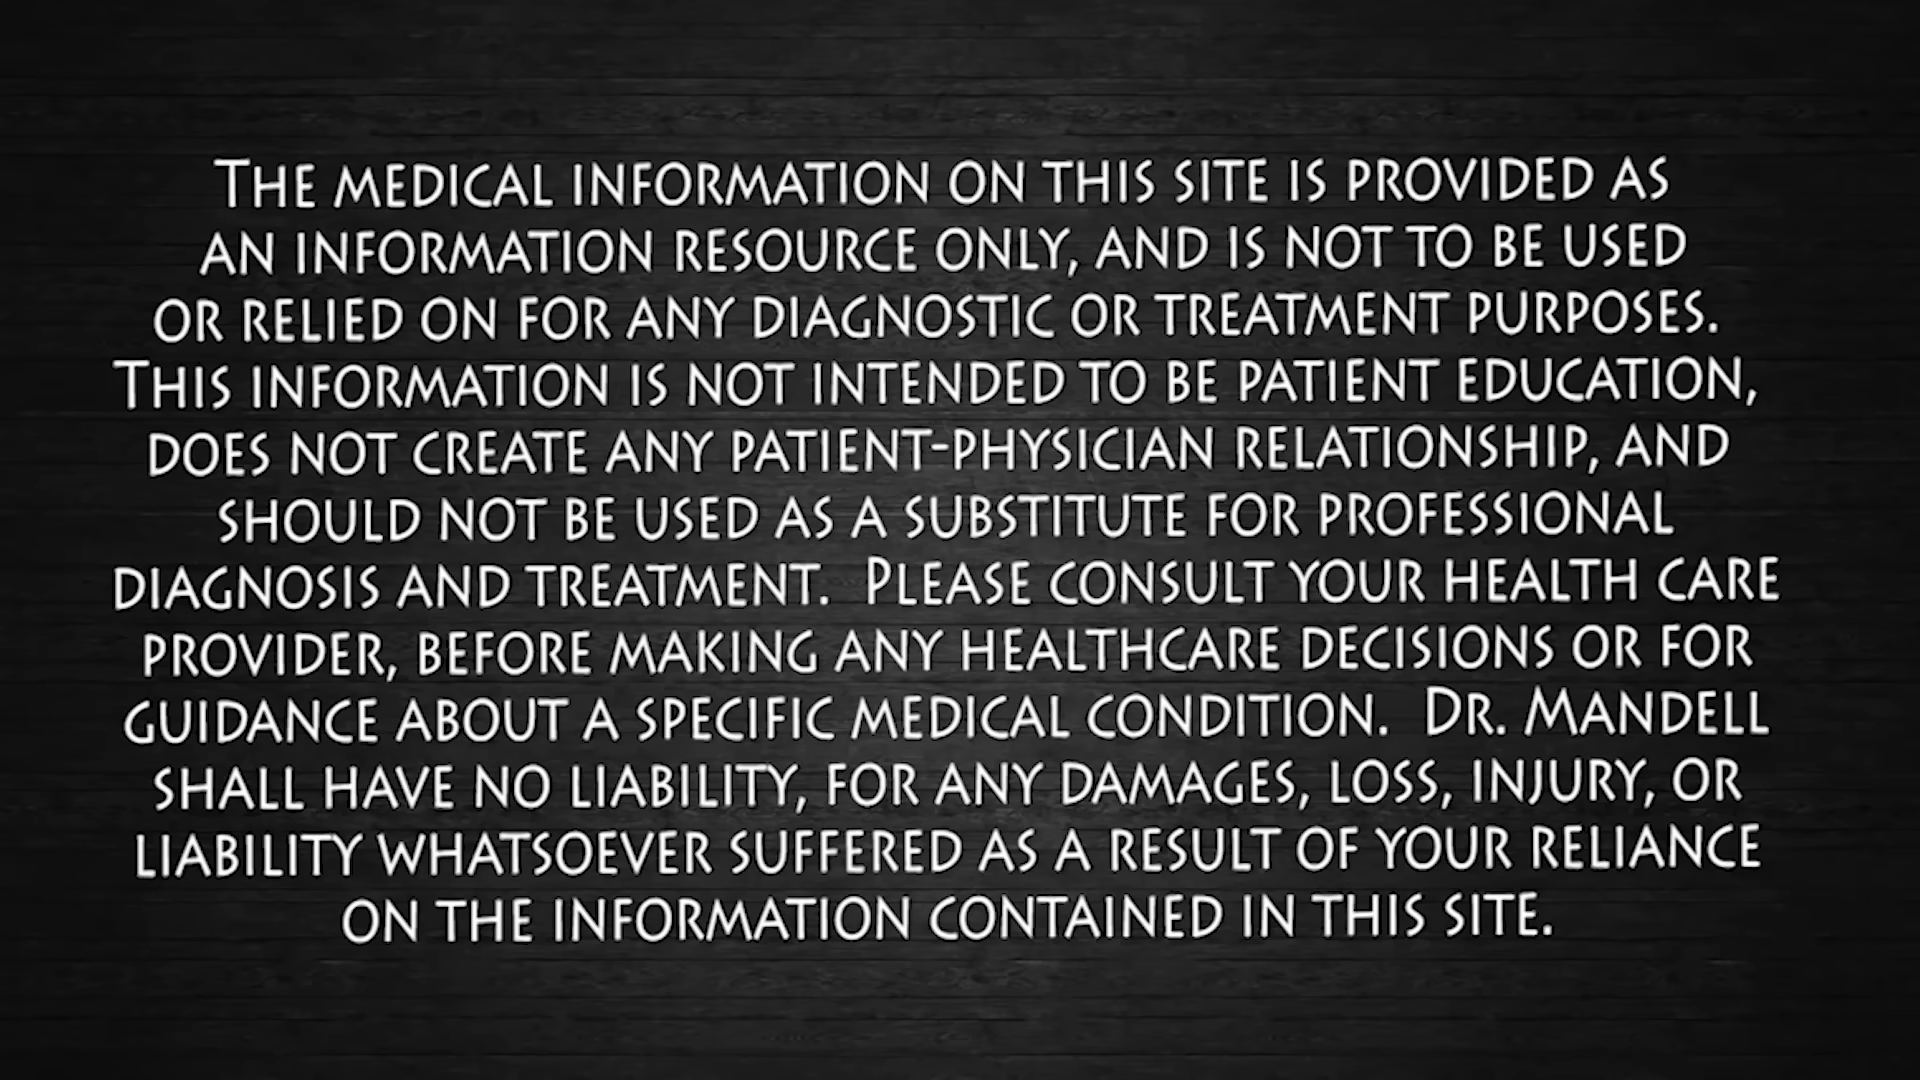 The medical information on this site is provided as
an information resource only, and is not to be used
or relied on for any diagnostic or treatment purposes.
This information is not intended to be patient education,
does not create any patient-physician relationship, and
should not be used as a substitute for professional
diagnosis and treatment. Please consult your health care
provider, before making any healthcare decisions or for
guidance about a specific medical condition. Dr. Mandell
shall have no liability, for any damages, loss, injury, or
liability whatsoever suffered as a result of your reliance
on the information contained in this site.